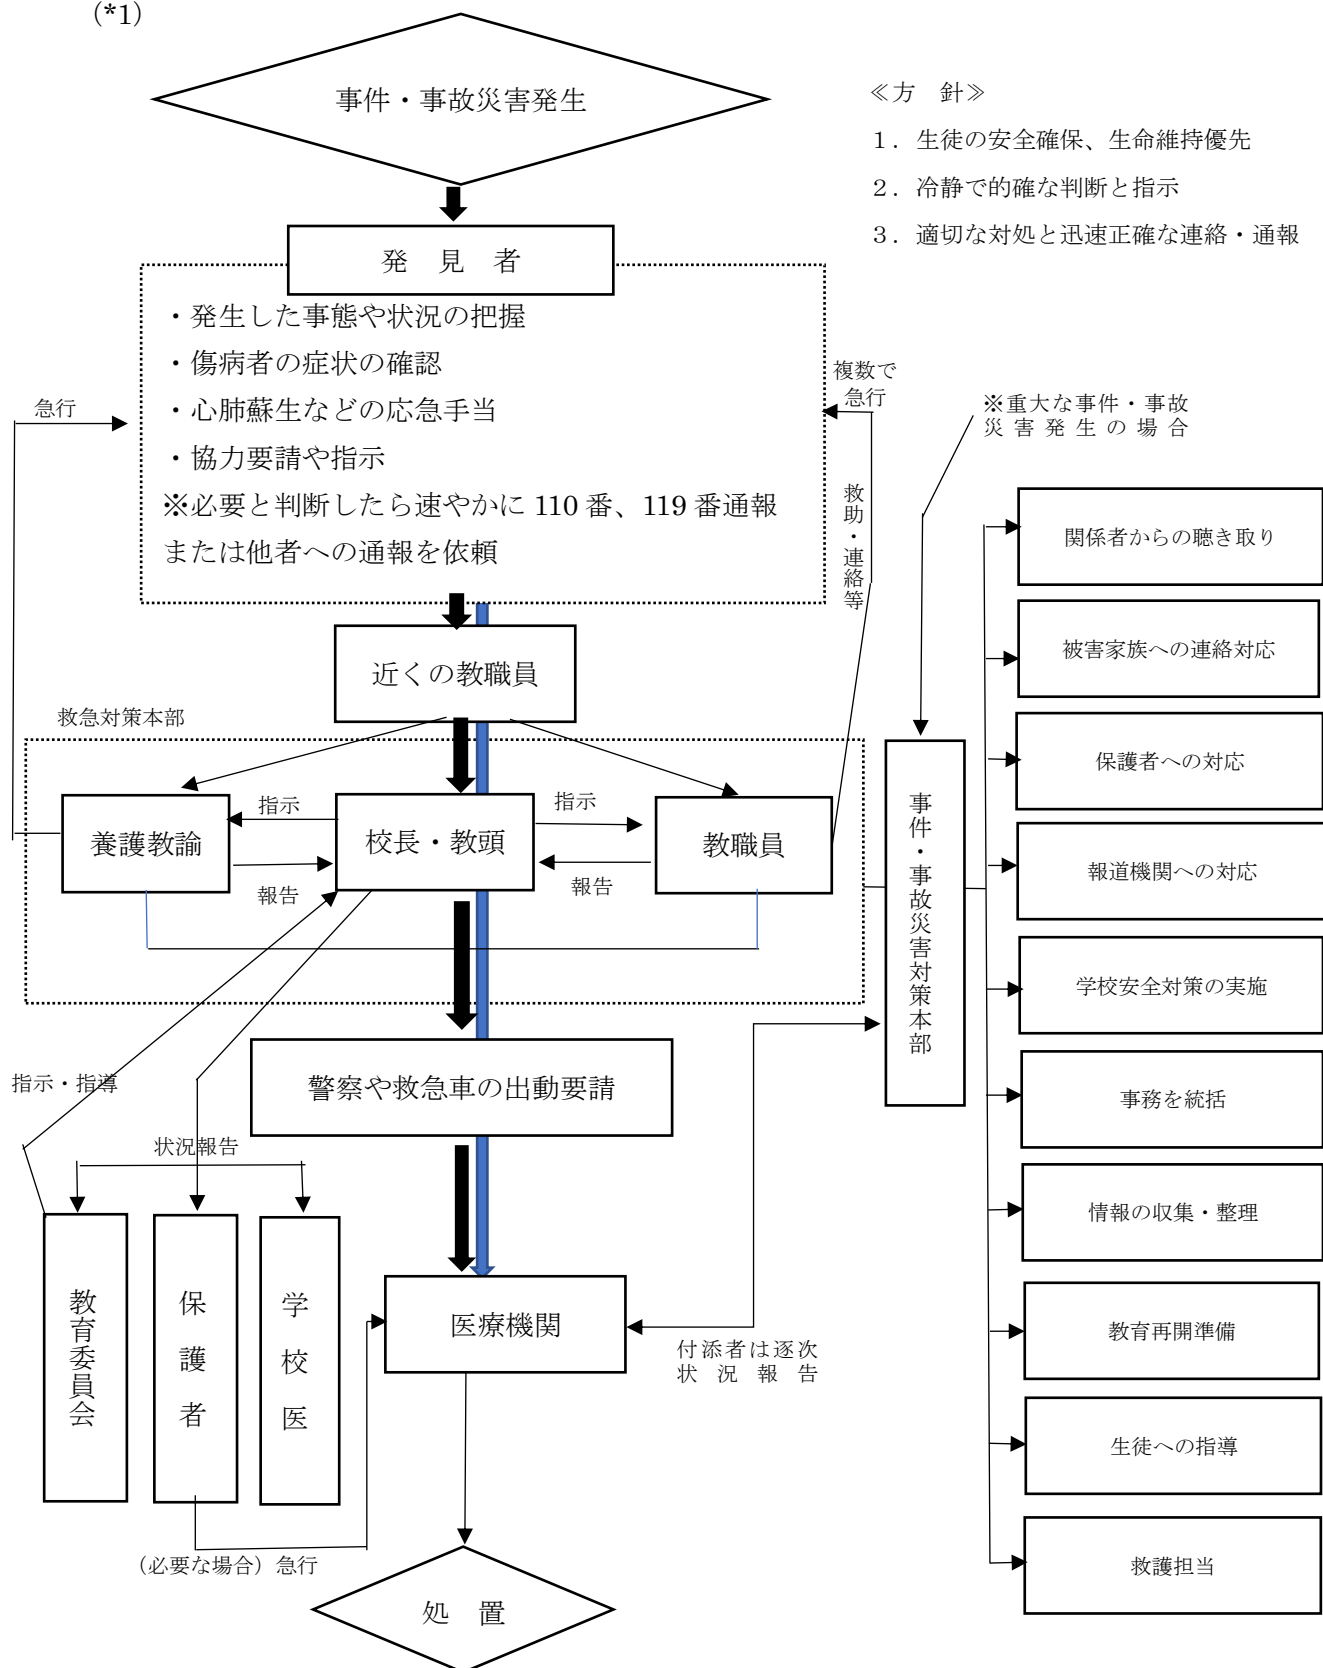 (*1)
事件・事故災害発生
≪方　針≫
１．生徒の安全確保、生命維持優先
２．冷静で的確な判断と指示
３．適切な対処と迅速正確な連絡・通報
発　見　者
・発生した事態や状況の把握
・傷病者の症状の確認
・心肺蘇生などの応急手当
・協力要請や指示
※必要と判断したら速やかに 110 番、119 番通報
または他者への通報を依頼
急行
複数で
急行
救助・連絡等
※重大な事件・事故
災害発生の場合
近くの教職員
救急対策本部
養護教諭
指示
報告
校長・教頭
指示
報告
教職員
事件・事故災害対策本部
関係者からの聴き取り
被害家族への連絡対応
保護者への対応
報道機関への対応
学校安全対策の実施
事務を統括
情報の収集・整理
教育再開準備
生徒への指導
救護担当
警察や救急車の出動要請
指示・指導
状況報告
教育委員会
保護者
学校医
医療機関
付添者は逐次
状況報告
（必要な場合）急行
処　置